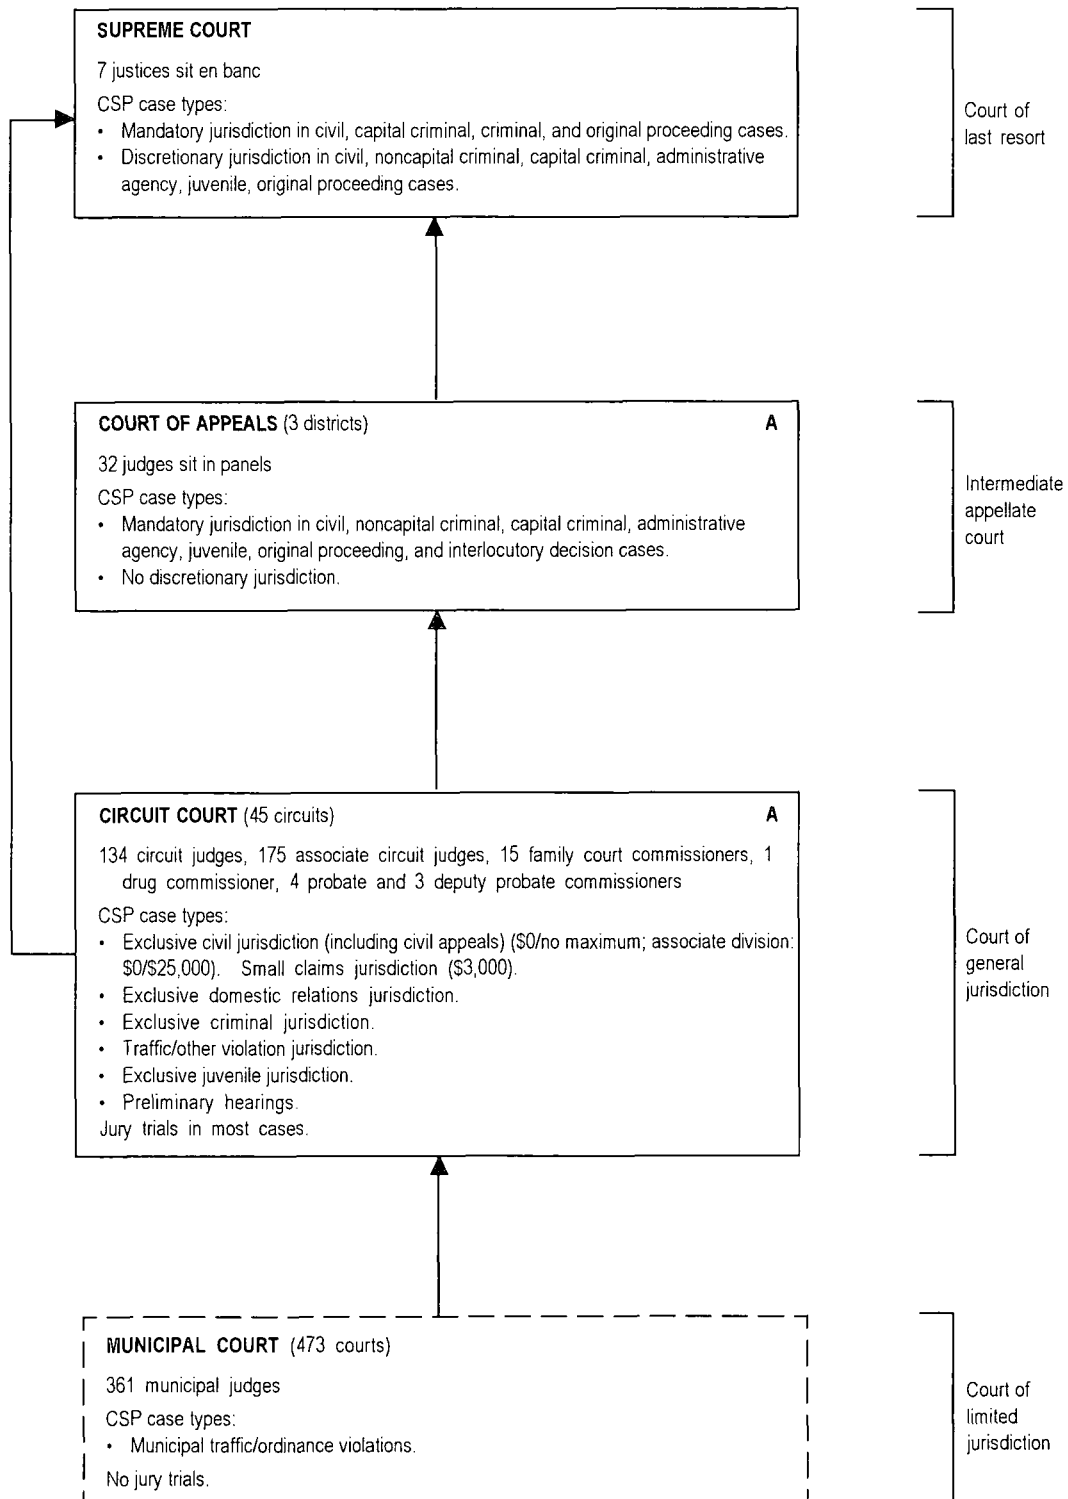 SUPREME COURT
7 justices sit en banc
CSP case types:
• Mandatory jurisdiction in civil, capital criminal, criminal, and original proceeding cases.
• Discretionary jurisdiction in civil, noncapital criminal, capital criminal, administrative
agency, juvenile, original proceeding cases.
Court of
last resort
COURT OF APPEALS (3 districts) A
32 judges sit in panels
CSP case types:
• Mandatory jurisdiction in civil, noncapital criminal, capital criminal, administrative
agency, juvenile, original proceeding, and interlocutory decision cases.
• No discretionary jurisdiction.
Intermediate
appellate
court
CIRCUIT COURT (45 circuits) A
134 circuit judges, 175 associate circuit judges, 15 family court commissioners, 1
drug commissioner, 4 probate and 3 deputy probate commissioners
CSP case types:
• Exclusive civil jurisdiction (including civil appeals) ($0/no maximum; associate division:
$0/$25,000). Small claims jurisdiction ($3,000).
• Exclusive domestic relations jurisdiction.
• Exclusive criminal jurisdiction.
• Traffic/other violation jurisdiction.
• Exclusive juvenile jurisdiction.
• Preliminary hearings.
Jury trials in most cases.
Court of
general
jurisdiction
MUNICIPAL COURT (473 courts)
361 municipal judges
CSP case types:
• Municipal traffic/ordinance violations.
No jury trials.
Court of
limited
jurisdiction